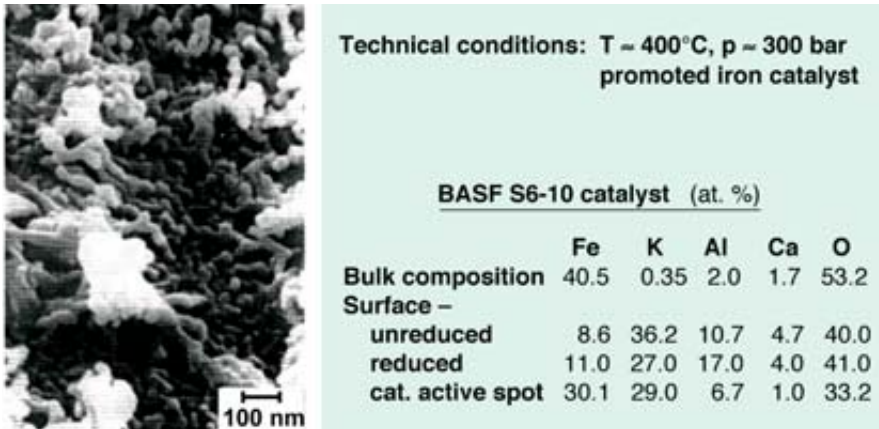 Technical conditions: T ~ 400°C, p ~ 300 bar
promoted iron catalyst
BASF S6-10 catalyst (at. %)
Fe K Al Ca O
Bulk composition 40.5 0.35 2.0 1.7 53.2
Surface –
unreduced 8.6 36.2 10.7 4.7 40.0
reduced 11.0 27.0 17.0 4.0 41.0
cat. active spot 30.1 29.0 6.7 1.0 33.2
100 nm